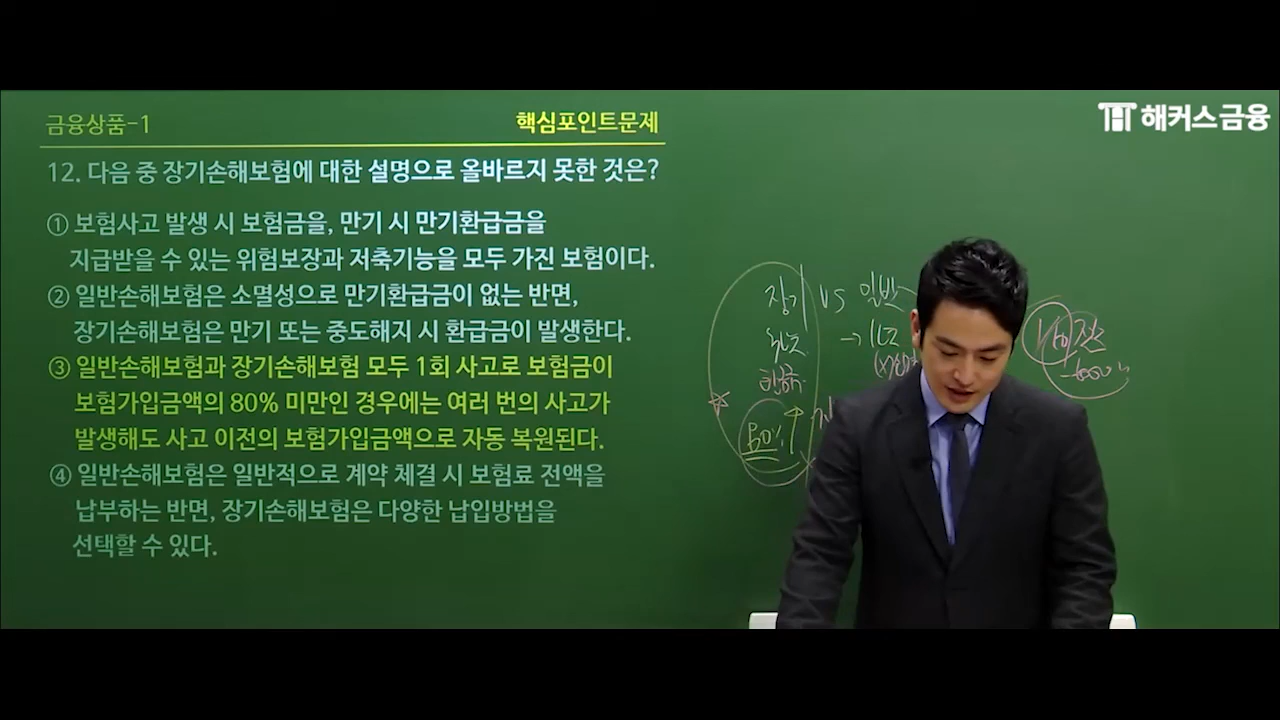 금융상품-1
핵심포인트문제
해커스금융
12. 다음 중 장기손해보험에 대한 설명으로 올바르지 못한 것은?
① 보험사고 발생 시 보험금을, 만기 시 만기환급금을
지급받을 수 있는 위험보장과 저축기능을 모두 가진 보험이다.
② 일반손해보험은 소멸성으로 만기환급금이 없는 반면,
장기손해보험은 만기 또는 중도해지 시 환급금이 발생한다.
③ 일반손해보험과 장기손해보험 모두 1회 사고로 보험금이
보험가입금액의 80% 미만인 경우에는 여러 번의 사고가
발생해도 사고 이전의 보험가입금액으로 자동 복원된다.
④ 일반손해보험은 일반적으로 계약 체결 시 보험료 전액을
납부하는 반면, 장기손해보험은 다양한 납입방법을
선택할 수 있다.
장기 VS 일반
80%